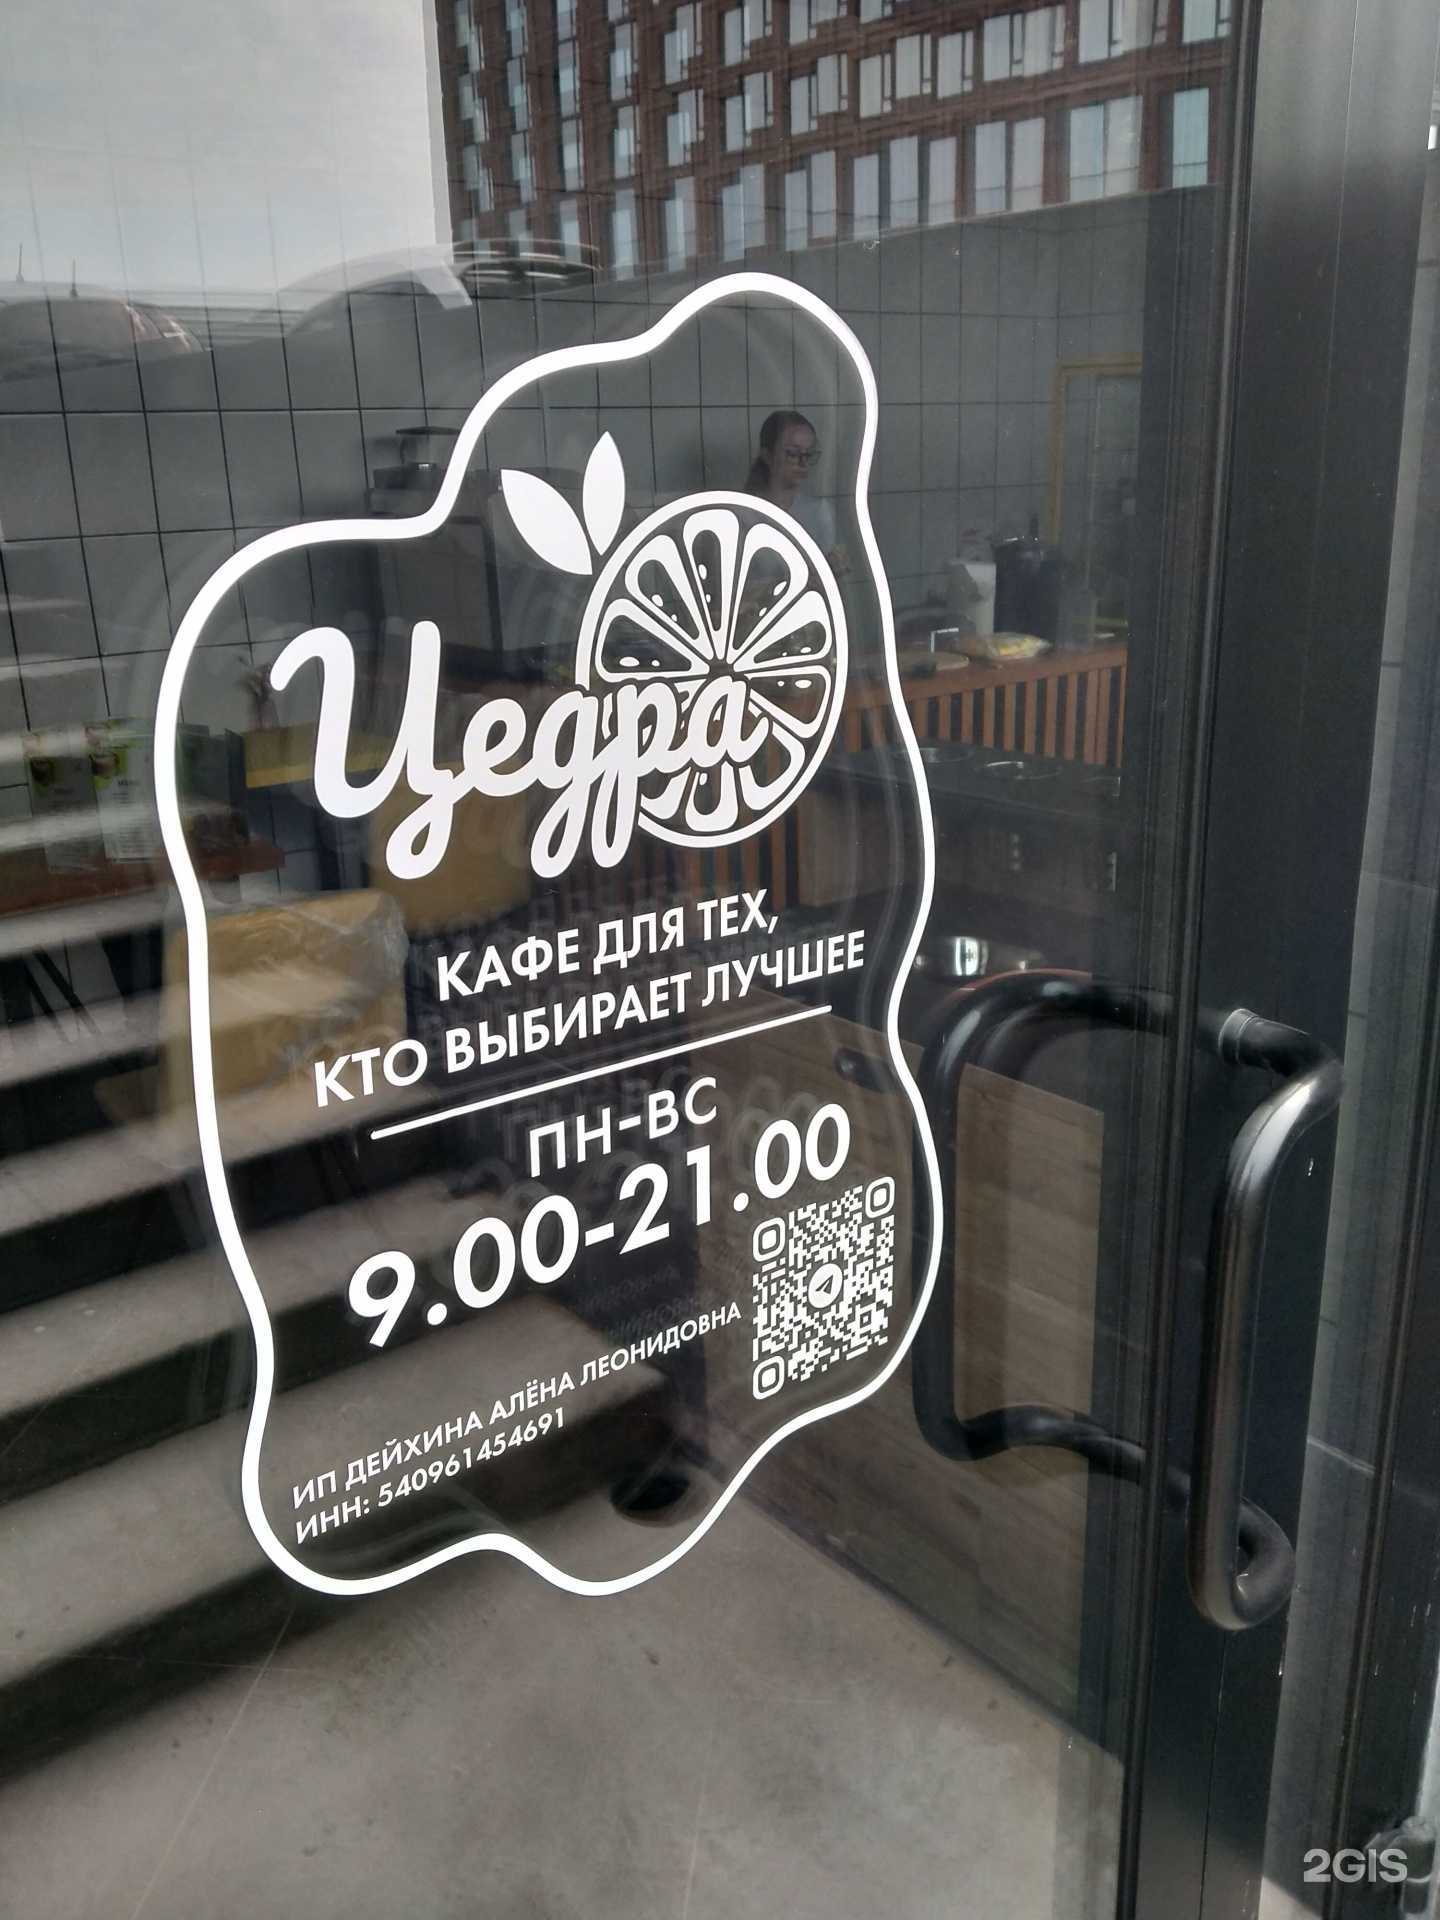 Цедра
КАФЕ ДЛЯ ТЕХ,
КТО ВЫБИРАЕТ ЛУЧШЕЕ
ПН-ВС
9.00-21.00
ИП ДЕЙХИНА АЛЁНА ЛЕОНИДОВНА
ИНН: 540961454691
2GIS